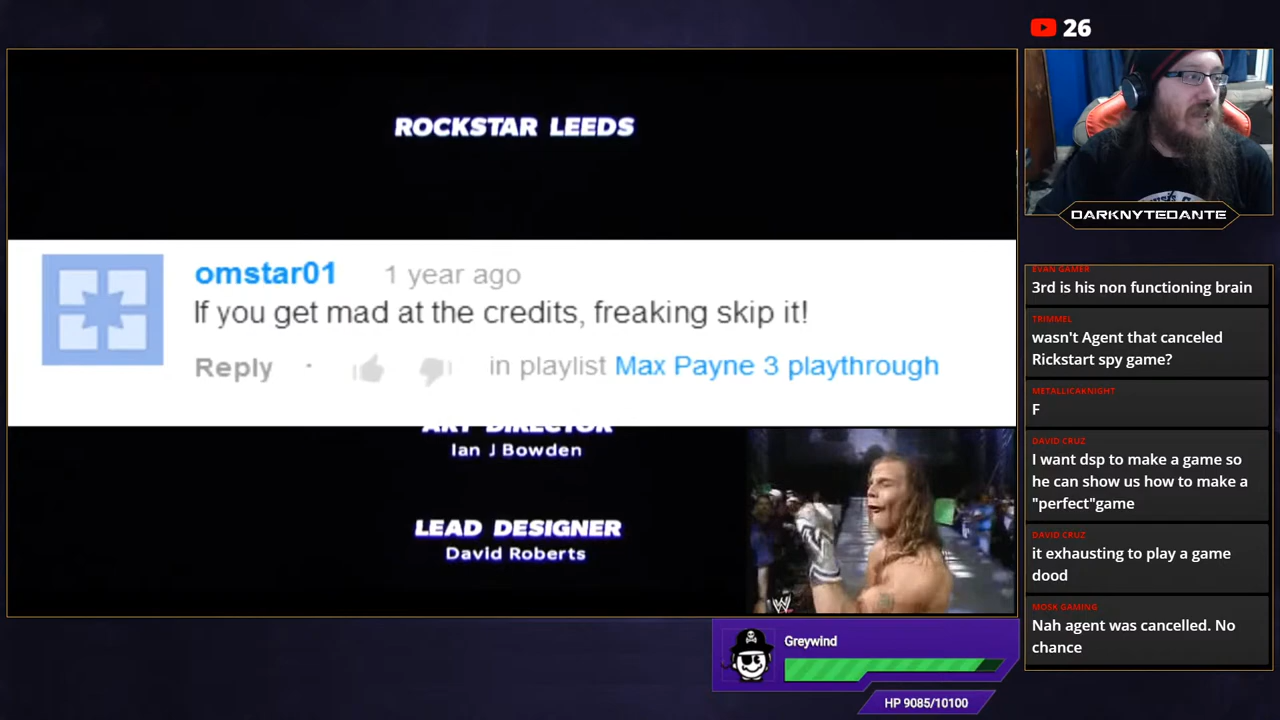 26
ROCKSTAR LEEDS
DARKNYTEDANTE
omstar01 1 year ago
If you get mad at the credits, freaking skip it!
Reply · in playlist Max Payne 3 playthrough
ART DIRECTOR
Ian J Bowden
LEAD DESIGNER
David Roberts
W
EVAN GAMER
3rd is his non functioning brain
TRIMMEL
wasn't Agent that canceled
Rickstart spy game?
METALLICAKNIGHT
F
DAVID CRUZ
I want dsp to make a game so
he can show us how to make a
"perfect"game
DAVID CRUZ
it exhausting to play a game
dood
MOSK GAMING
Nah agent was cancelled. No
chance
Greywind
HP 9085/10100